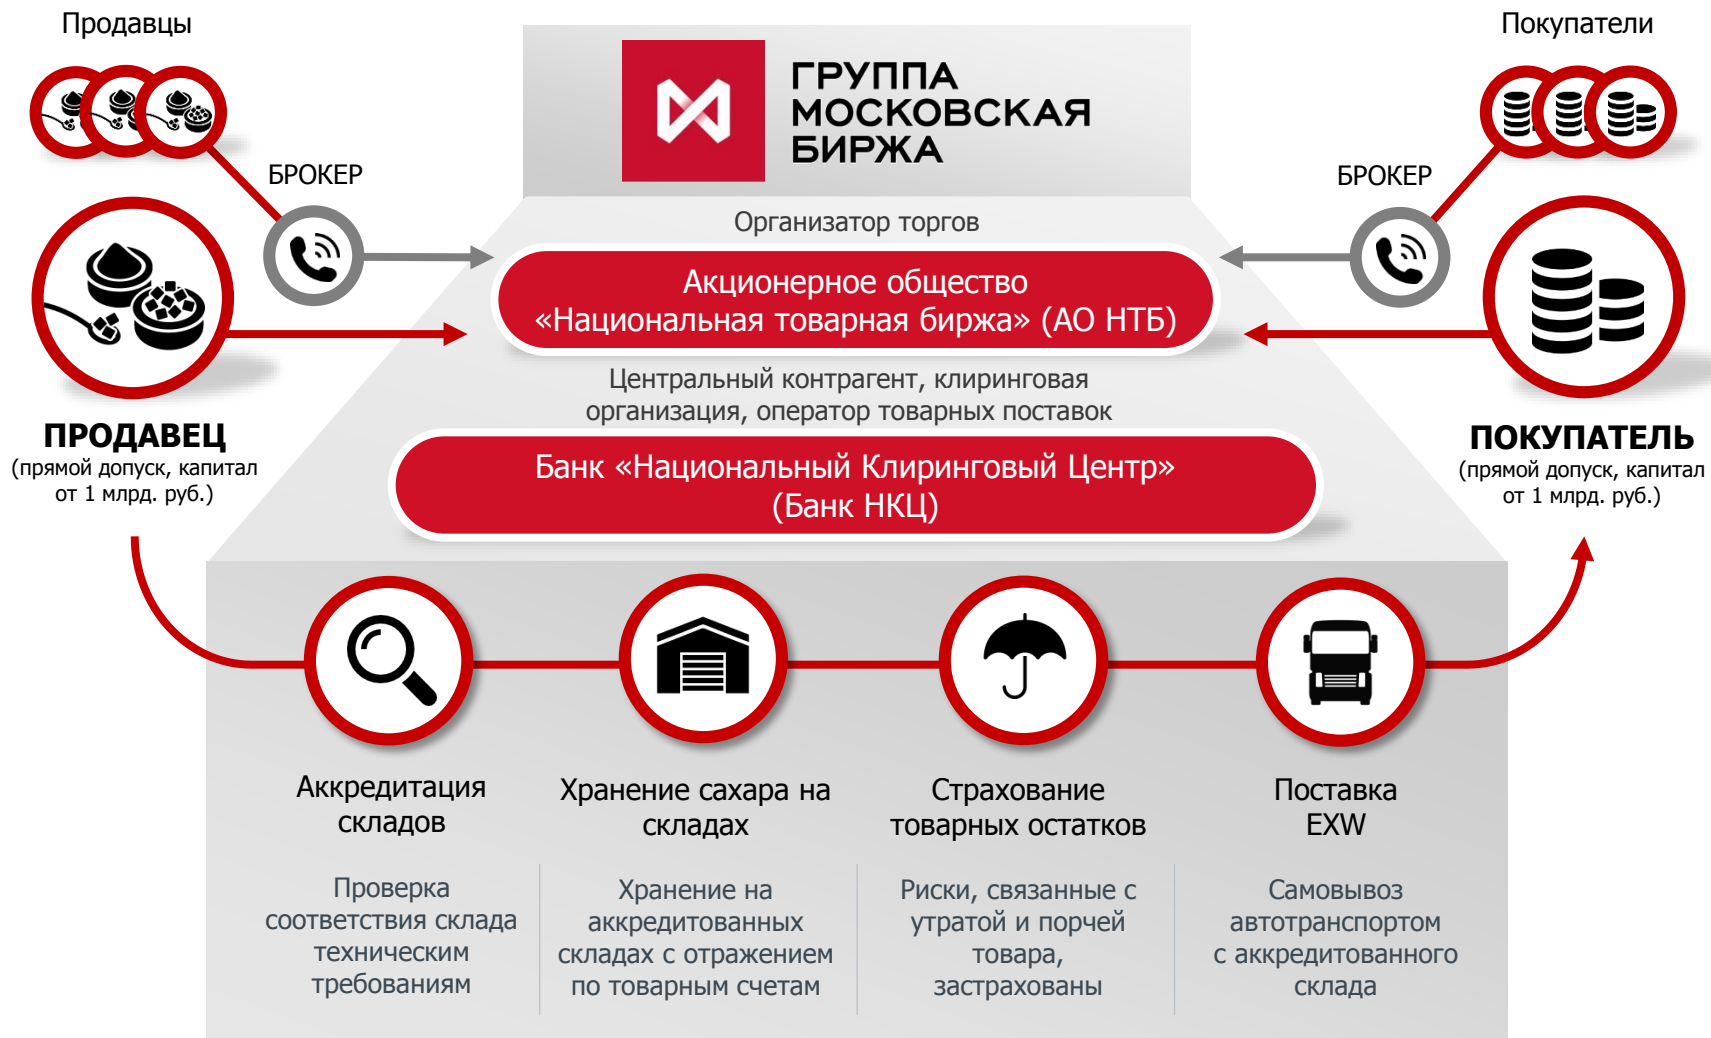 Продавцы
Покупатели
ГРУППА
МОСКОВСКАЯ
БИРЖА
БРОКЕР
БРОКЕР
Организатор торгов
Акционерное общество
«Национальная товарная биржа» (АО НТБ)
Центральный контрагент, клиринговая
организация, оператор товарных поставок
Банк «Национальный Клиринговый Центр»
(Банк НКЦ)
ПРОДАВЕЦ
(прямой допуск, капитал
от 1 млрд. руб.)
ПОКУПАТЕЛЬ
(прямой допуск, капитал
от 1 млрд. руб.)
Аккредитация
складов
Проверка
соответствия склада
техническим
требованиям
Хранение сахара на
складах
Хранение на
аккредитованных
складах с отражением
по товарным счетам
Страхование
товарных остатков
Риски, связанные с
утратой и порчей
товара,
застрахованы
Поставка
EXW
Самовывоз
автотранспортом
с аккредитованного
склада